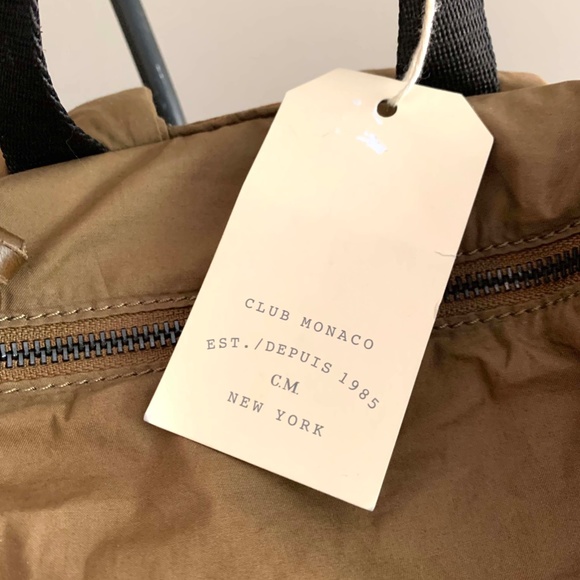 CLUB MONACO
EST./DEPUIS 1985
C.M.
NEW YORK